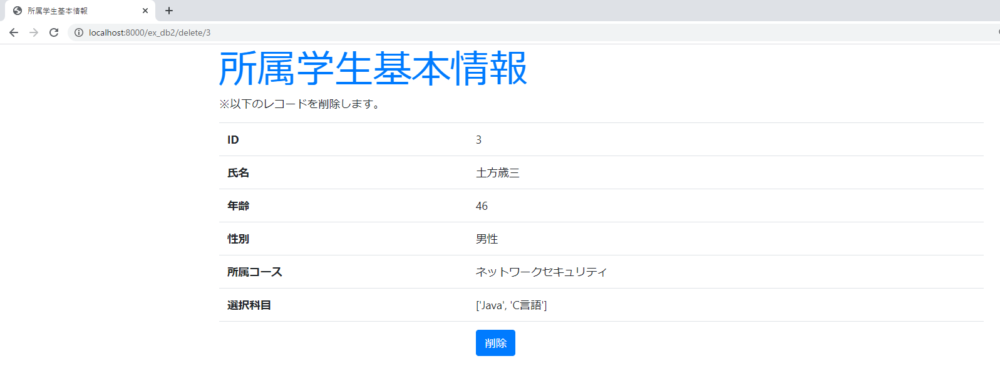 所属学生基本情報
localhost:8000/ex_db2/delete/3
所属学生基本情報
※以下のレコードを削除します。
ID 3
氏名 土方歳三
年齢 46
性別 男性
所属コース ネットワークセキュリティ
選択科目 ['Java', 'C言語']
削除